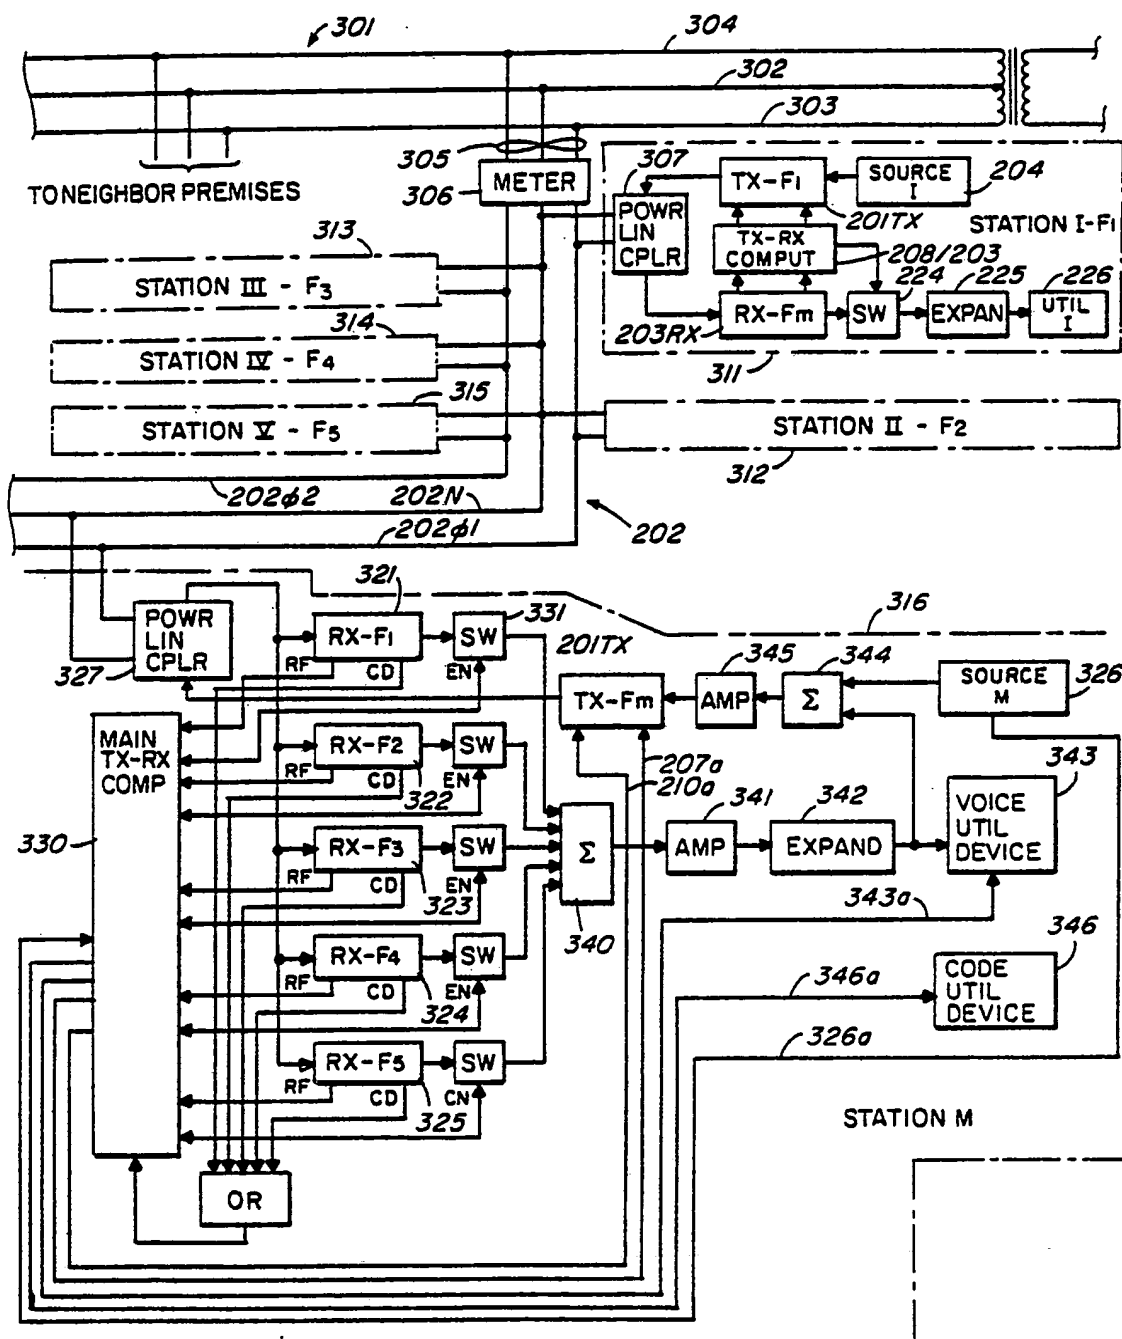 301
304
302
303
TO NEIGHBOR PREMISES
305
306
METER
307
POWR
LIN
CPLR
TX-F1
SOURCE
I
204
201TX
STATION I-F1
TX-RX
COMPUT
208/203
224
225
226
RX-Fm
SW
EXPAN
UTIL
I
203RX
311
313
STATION III - F3
314
STATION IV - F4
315
STATION V - F5
STATION II - F2
312
202ϕ2
202N
202ϕ1
202
316
POWR
LIN
CPLR
327
321
RX-F1
RF
CD
331
SW
EN
201TX
TX-Fm
345
AMP
344
Σ
SOURCE
M
326
MAIN
TX-RX
COMP
330
RX-F2
RF
CD
322
SW
EN
207a
210a
341
AMP
342
EXPAND
343
VOICE
UTIL
DEVICE
RX-F3
RF
CD
323
SW
EN
Σ
340
343a
346
RX-F4
RF
CD
324
SW
EN
346a
CODE
UTIL
DEVICE
326a
RX-F5
RF
CD
325
SW
CN
STATION M
OR